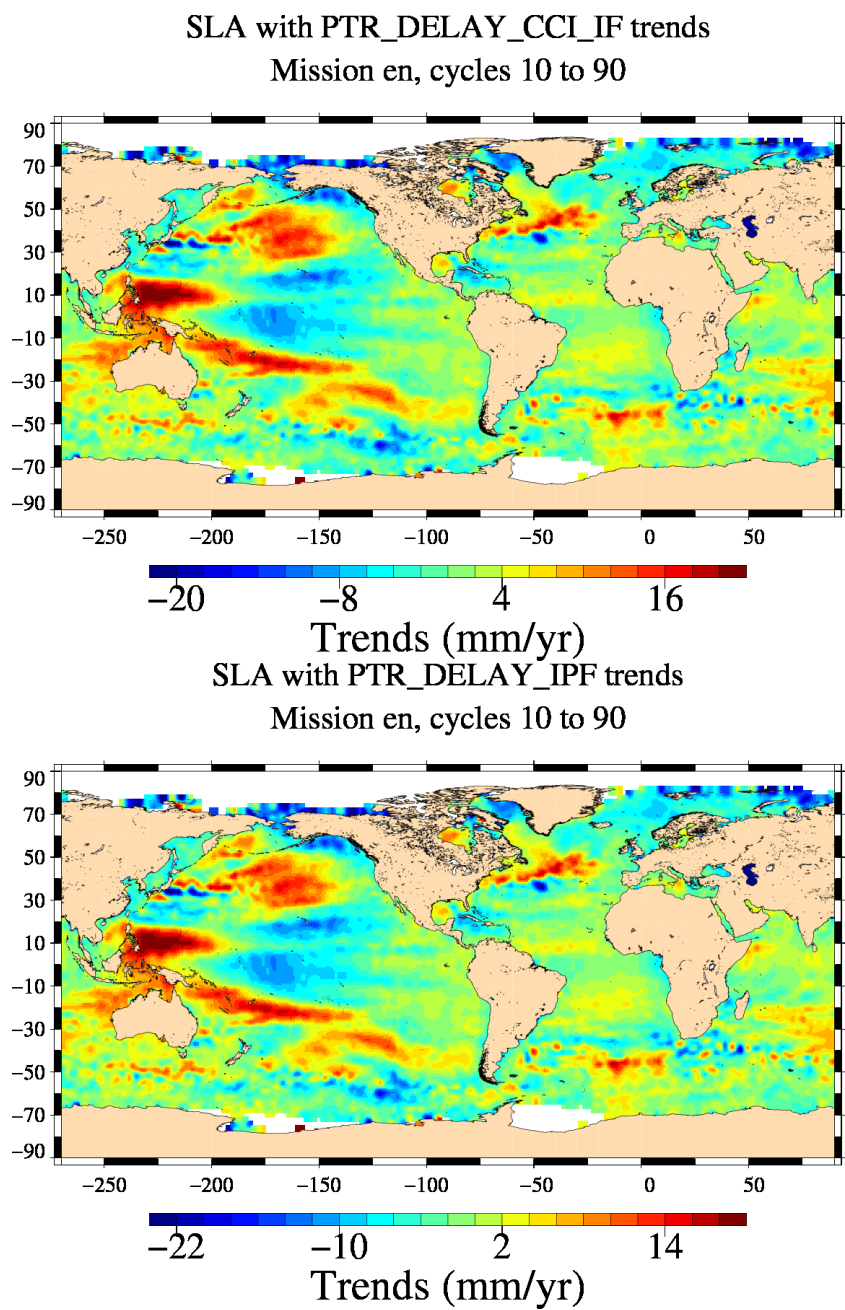 SLA with PTR_DELAY_CCI_IF trends
Mission en, cycles 10 to 90
90
70
50
30
10
−10
−30
−50
−70
−90
−250 −200 −150 −100 −50 0 50
−20 −8 4 16
Trends (mm/yr)
SLA with PTR_DELAY_IPF trends
Mission en, cycles 10 to 90
90
70
50
30
10
−10
−30
−50
−70
−90
−250 −200 −150 −100 −50 0 50
−22 −10 2 14
Trends (mm/yr)